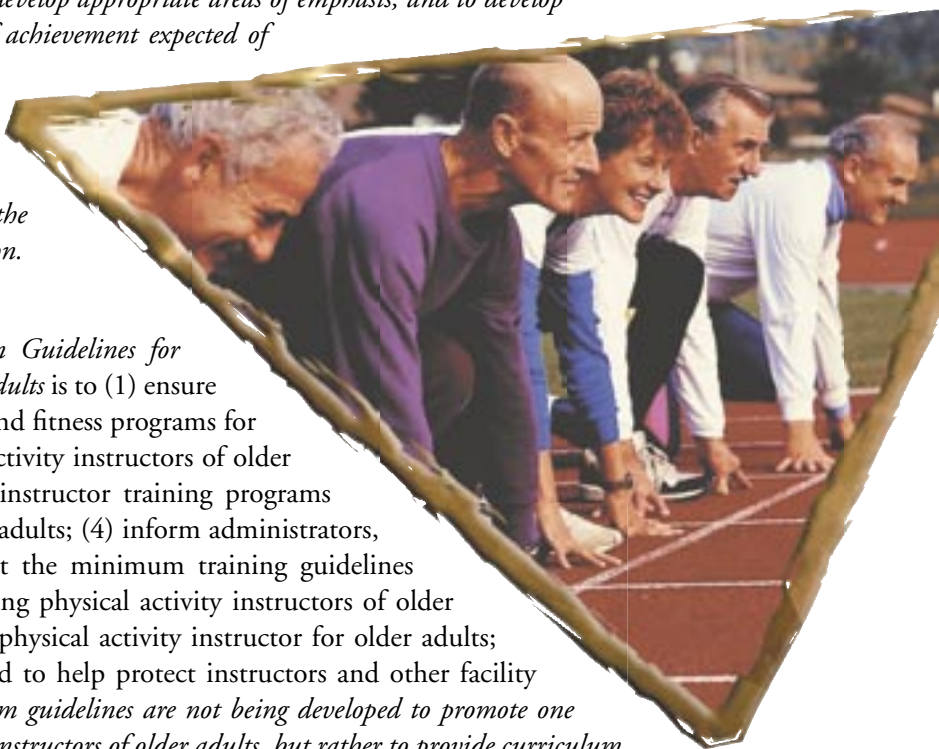 develop appropriate areas of emphasis, and to develop
achievement expected of
the
on.
Guidelines for
dults is to (1) ensure
nd fitness programs for
ctivity instructors of older
instructor training programs
adults; (4) inform administrators,
t the minimum training guidelines
ng physical activity instructors of older
physical activity instructor for older adults;
d to help protect instructors and other facility
m guidelines are not being developed to promote one
nstructors of older adults, but rather to provide curriculum